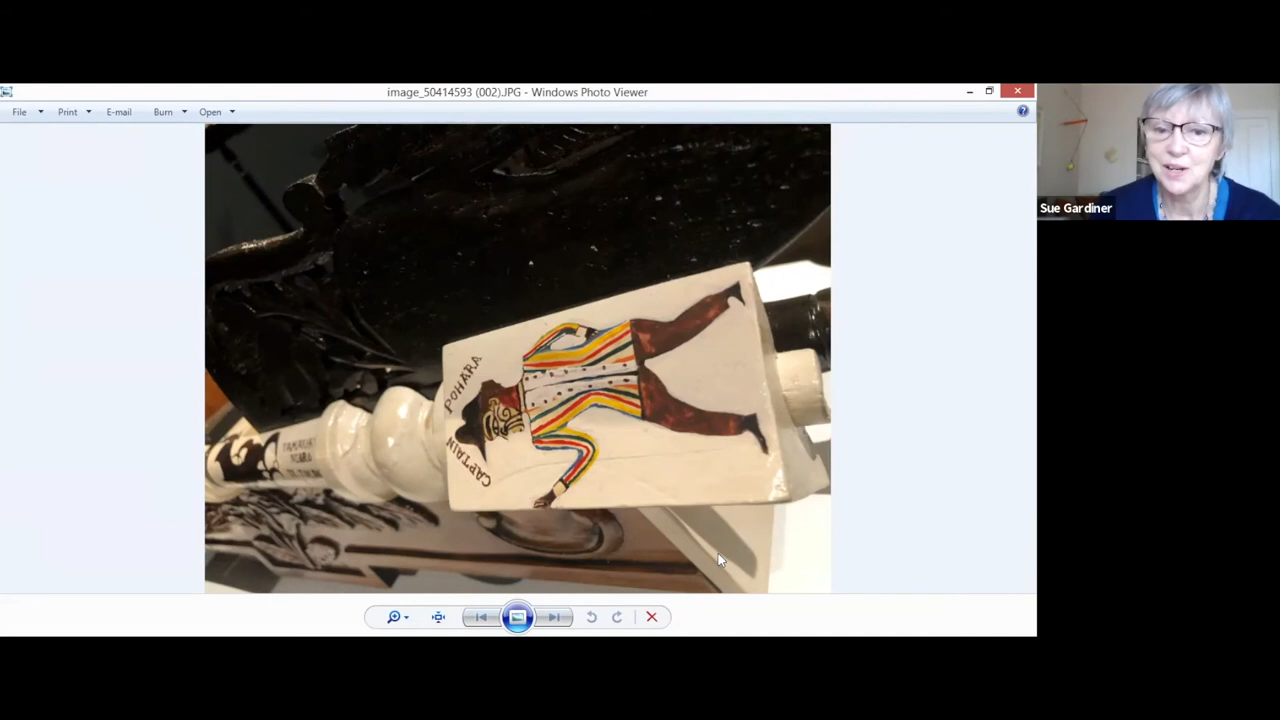 image_50414593 (002).JPG - Windows Photo Viewer
File Print E-mail Burn Open
Sue Gardiner
CAPTAIN POHARA